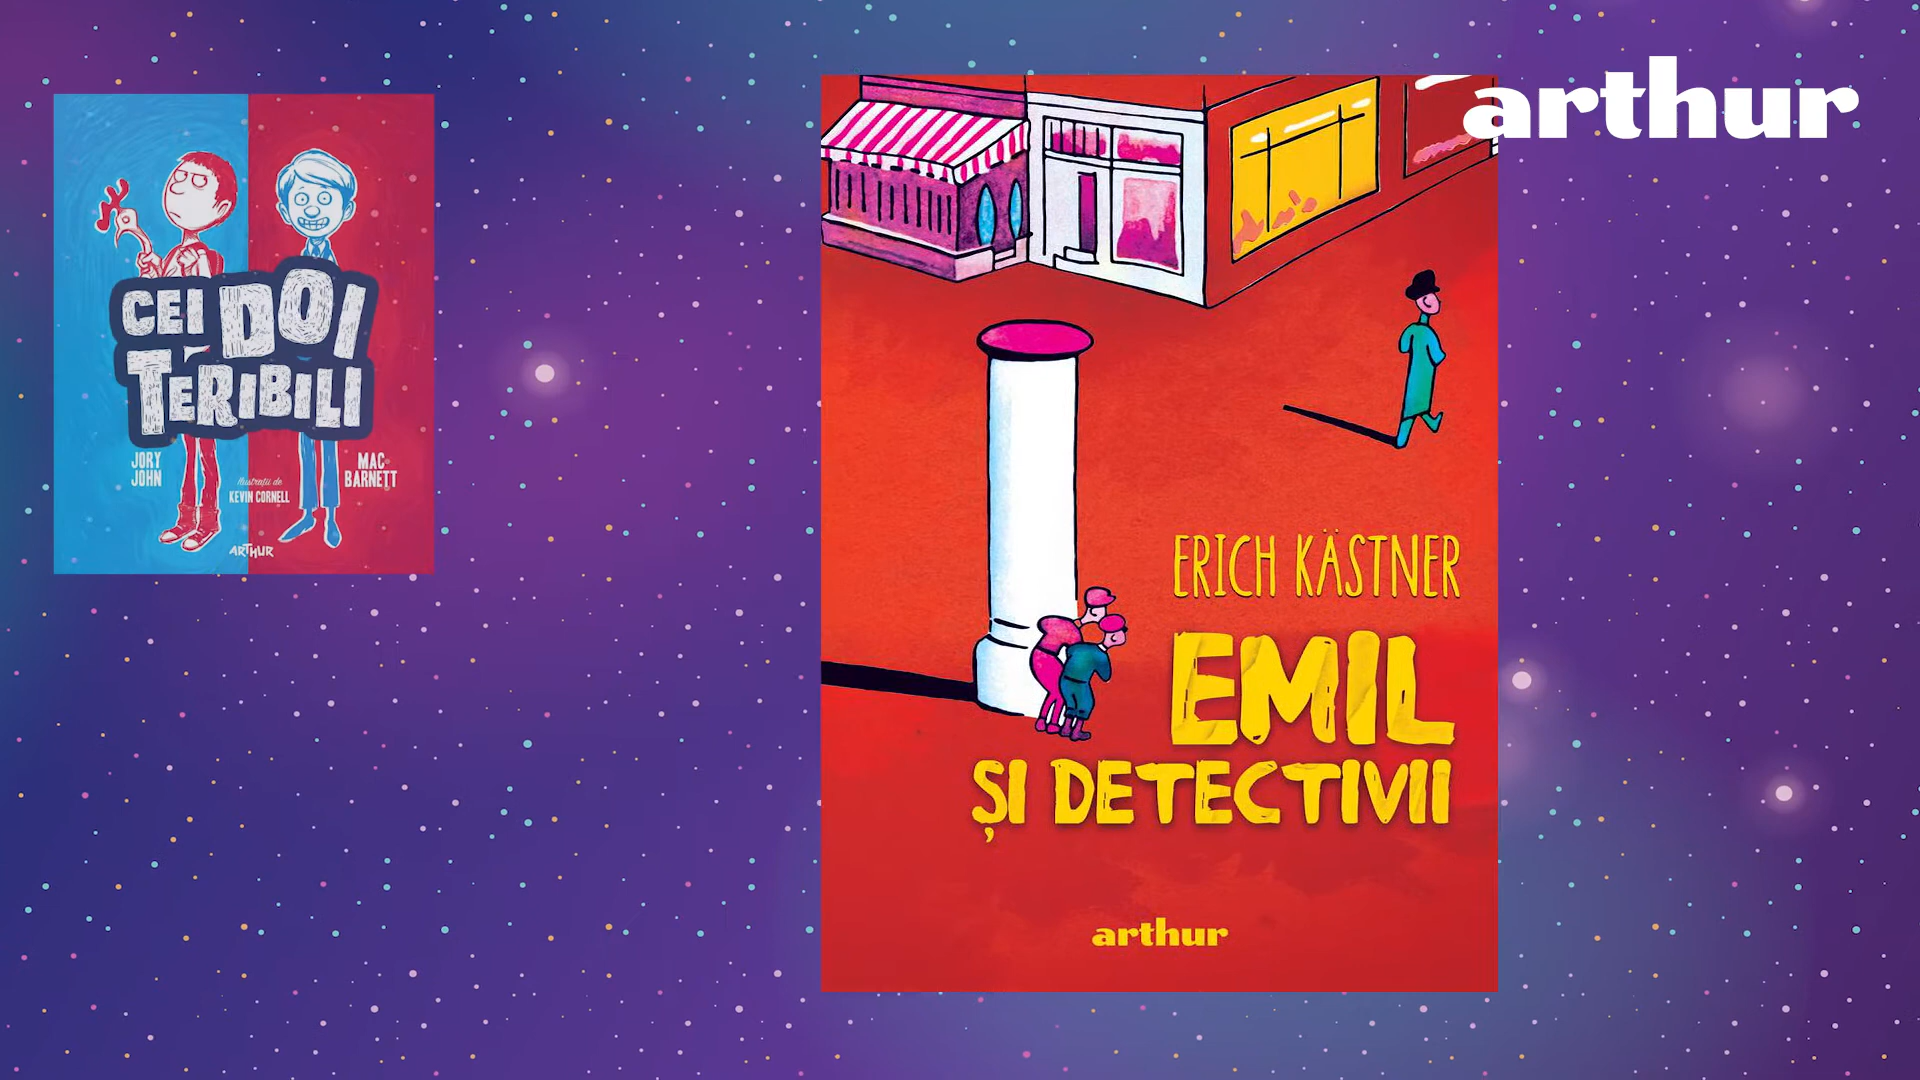 arthur
CEI DOI
TERIBILI
JORY
JOHN
MAC
BARNETT
Ilustrații de
KEVIN CORNELL
ARTHUR
ERICH KÄSTNER
EMIL
ȘI DETECTIVII
arthur